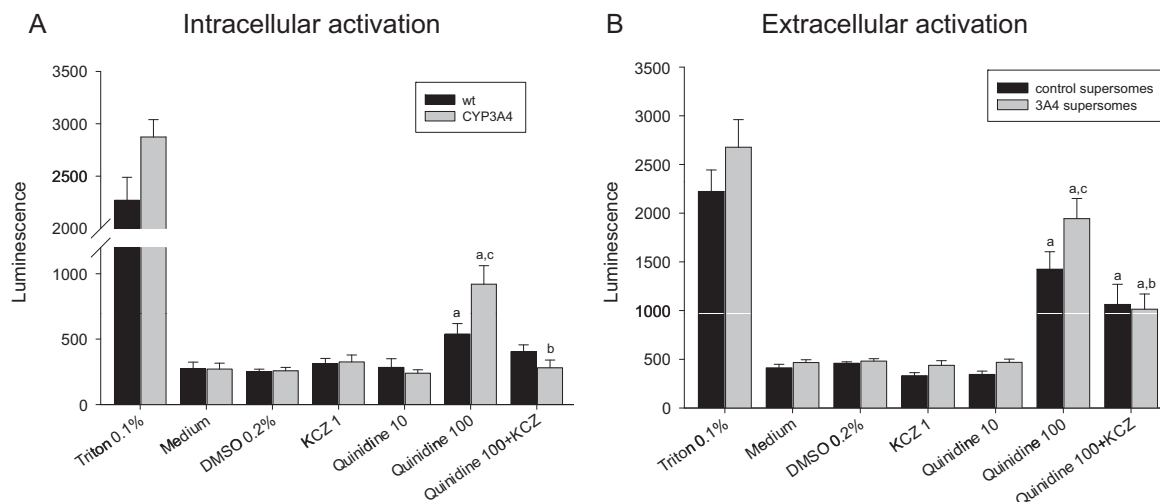 A
Intracellular activation
3500
3000
2500
2000
1000
500
0
Luminescence
wt
CYP3A4
a
a,c
b
Triton 0.1%
Medium
DMSO 0.2%
KCZ 1
Quinidine 10
Quinidine 100
Quinidine 100+KCZ
B
Extracellular activation
3500
3000
2500
2000
1500
1000
500
0
Luminescence
control supersomes
3A4 supersomes
a
a,c
a
a,b
Triton 0.1%
Medium
DMSO 0.2%
KCZ 1
Quinidine 10
Quinidine 100
Quinidine 100+KCZ